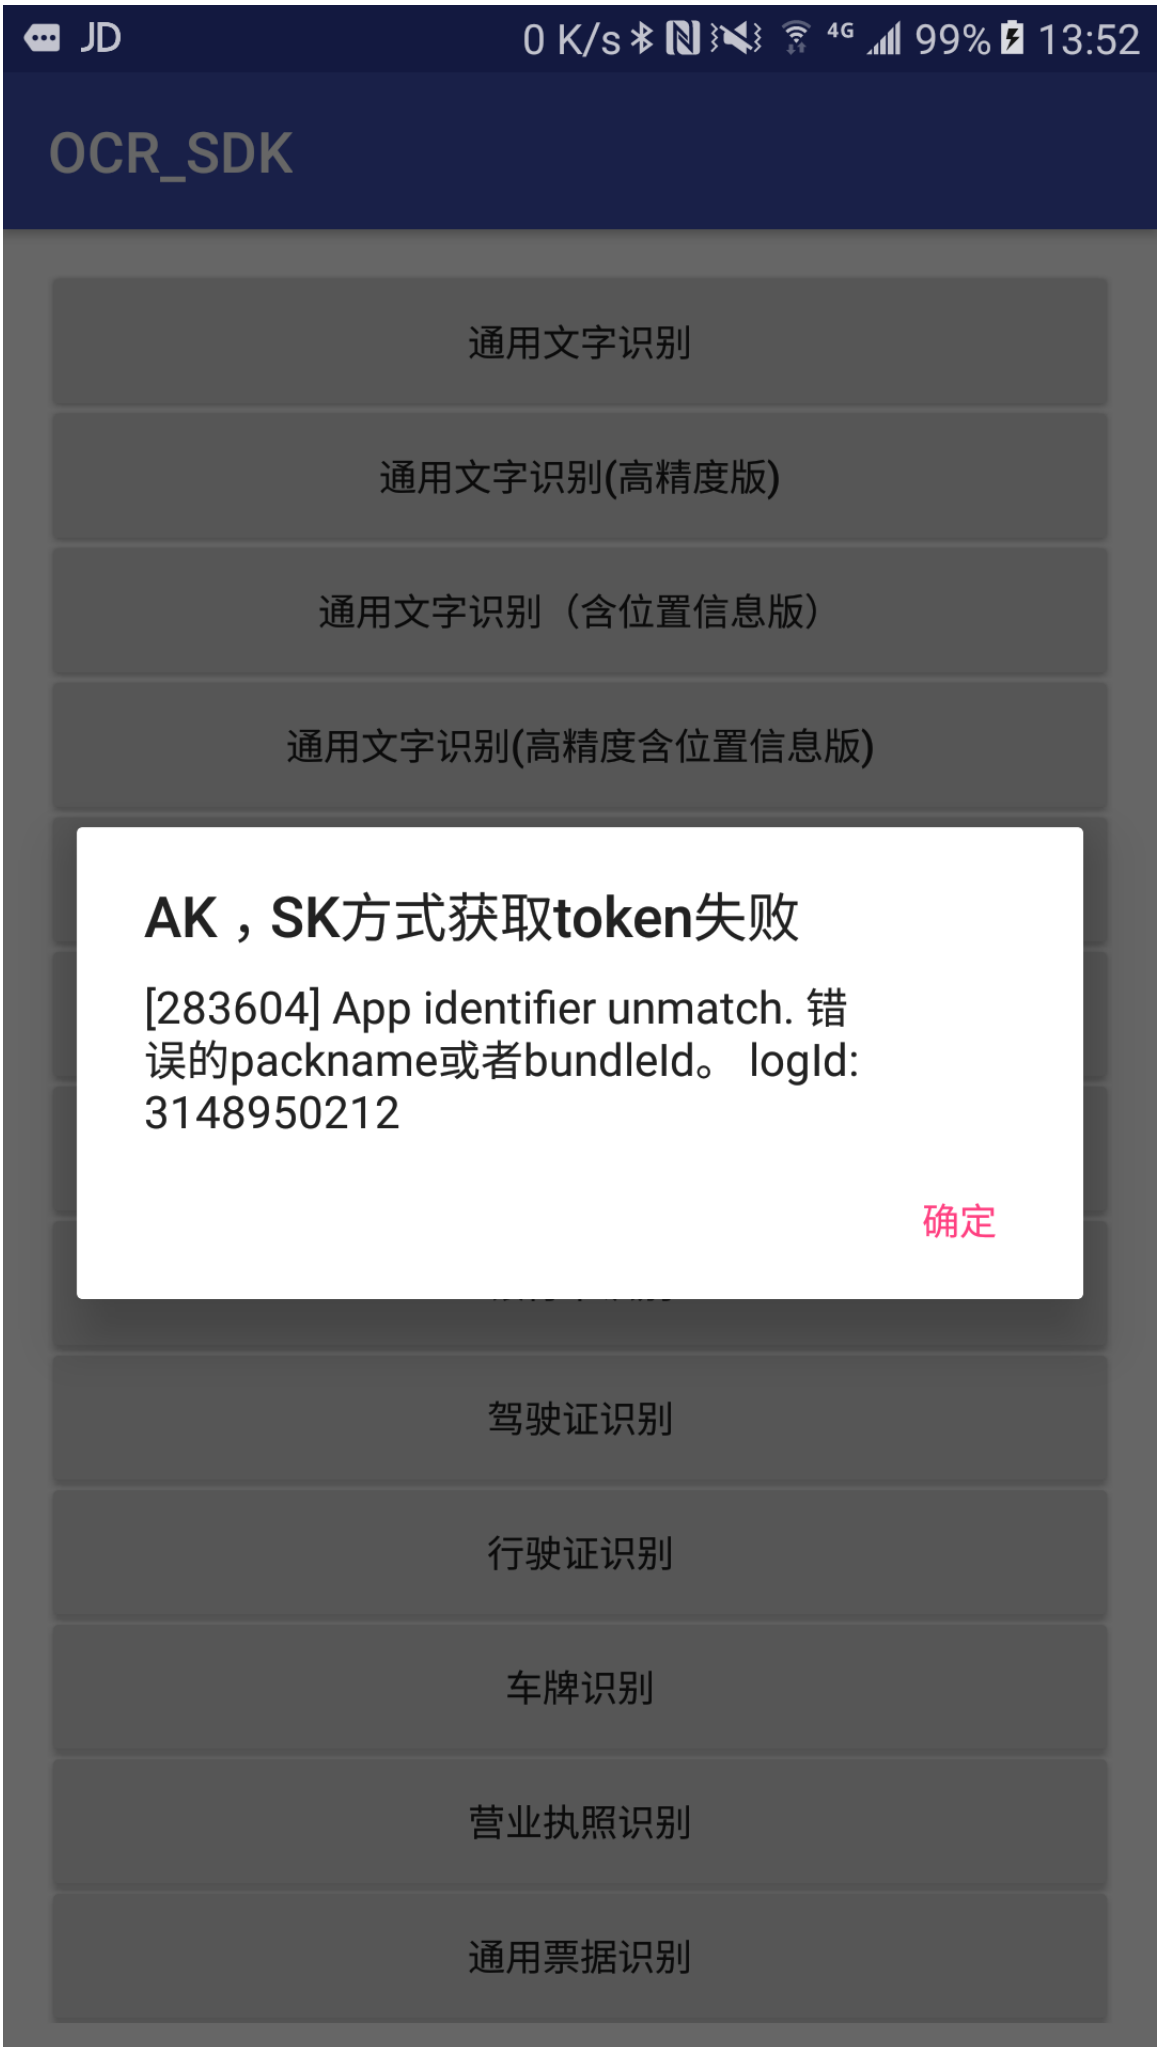 JD 0 K/s 4G 99% 13:52
OCR_SDK
通用文字识别
通用文字识别(高精度版)
通用文字识别（含位置信息版）
通用文字识别(高精度含位置信息版)
AK，SK方式获取token失败
[283604] App identifier unmatch. 错
误的packname或者bundleId。 logId:
3148950212
确定
驾驶证识别
行驶证识别
车牌识别
营业执照识别
通用票据识别